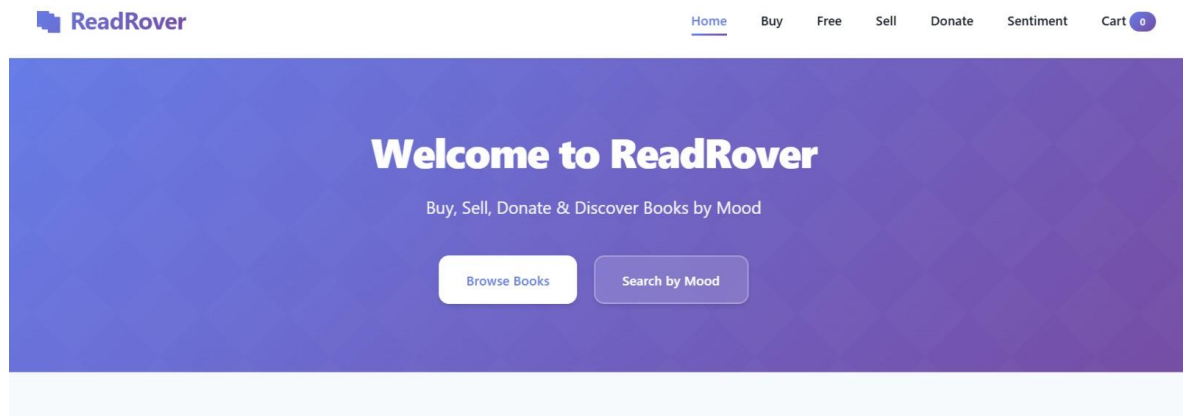 ReadRover
Home Buy Free Sell Donate Sentiment Cart 0
Welcome to ReadRover
Buy, Sell, Donate & Discover Books by Mood
Browse Books Search by Mood